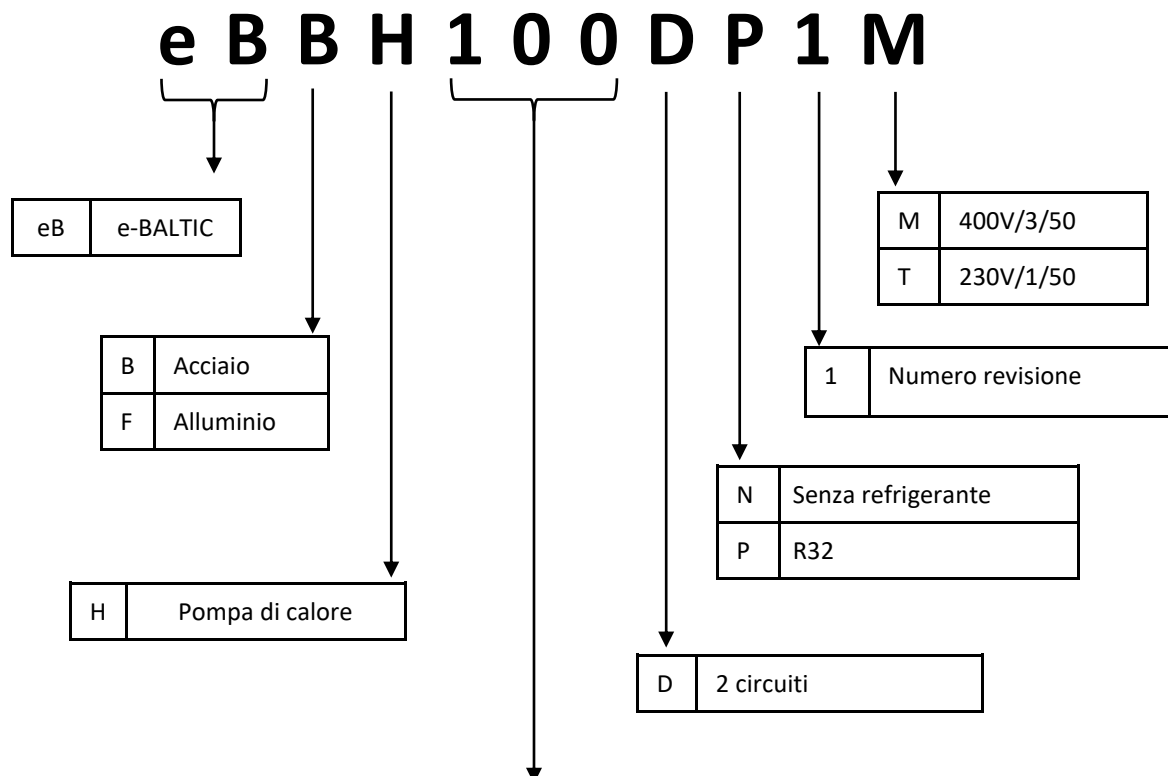 e B B H 1 0 0 D P 1 M
eB e-BALTIC
M 400V/3/50
T 230V/1/50
B Acciaio
F Alluminio
1 Numero revisione
N Senza refrigerante
P R32
H Pompa di calore
D 2 circuiti